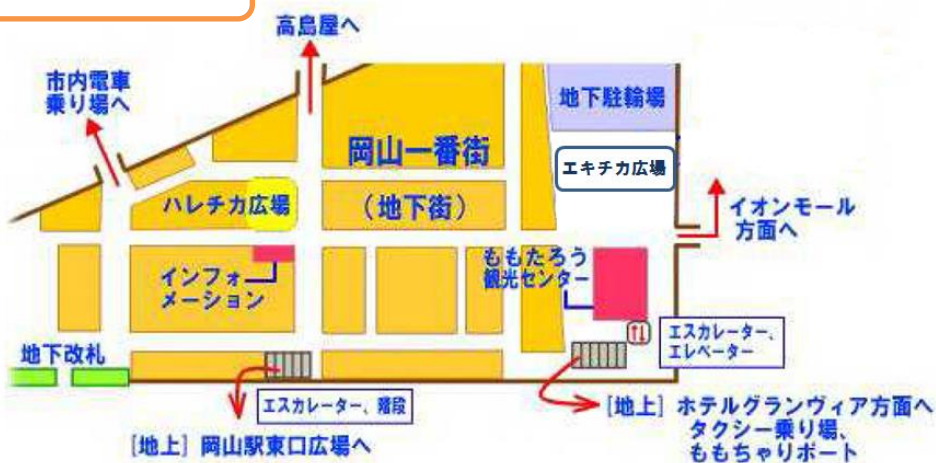 高島屋へ
市内電車
乗り場へ
地下駐輪場
岡山一番街
エキチカ広場
ハレチカ広場
（地下街）
イオンモール
方面へ
ももたろう
観光センター
インフォ
メーション
エスカレーター、
エレベーター
地下改札
エスカレーター、階段
[地上] ホテルグランヴィア方面へ
タクシー乗り場、
ももちゃりポート
[地上] 岡山駅東口広場へ